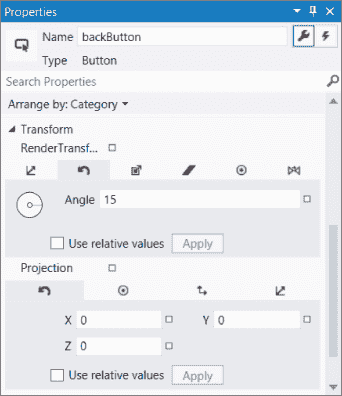 Properties
Name backButton
Type Button
Search Properties
Arrange by: Category
Transform
RenderTransf...
Angle 15
Use relative values Apply
Projection
X 0 Y 0
Z 0
Use relative values Apply